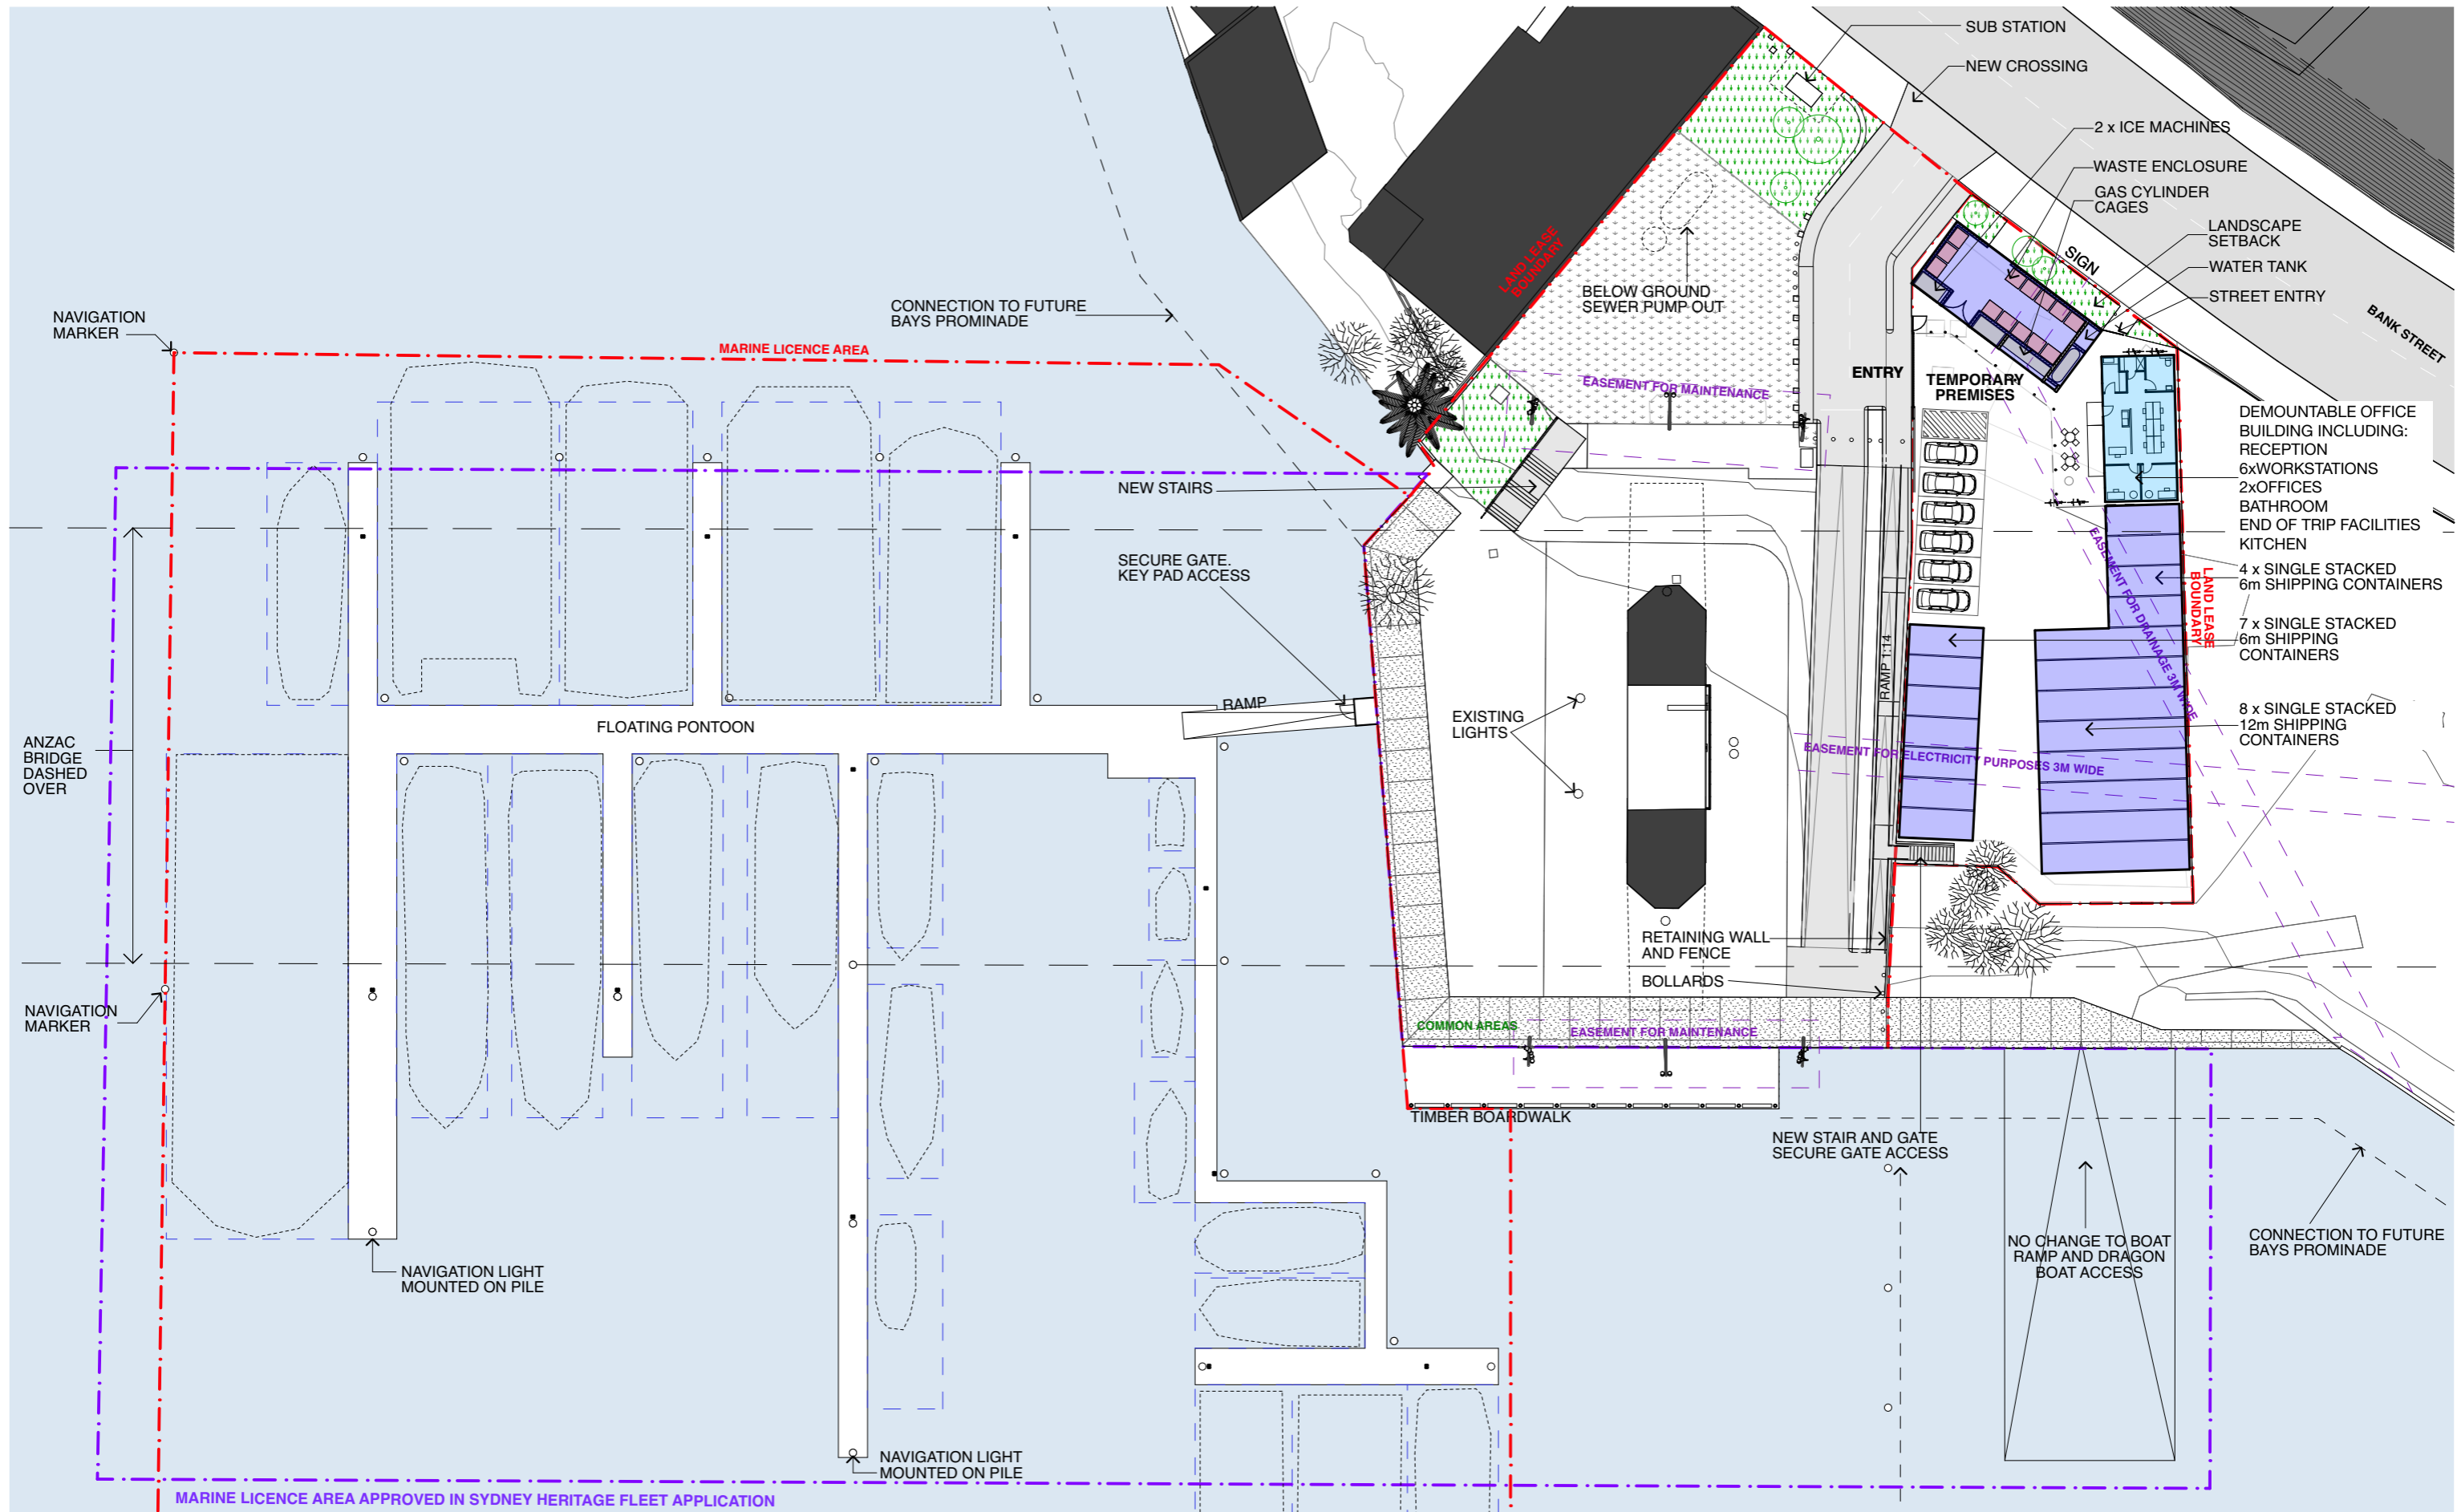 SUB STATION
NEW CROSSING
2 x ICE MACHINES
WASTE ENCLOSURE
GAS CYLINDER
CAGES
LANDSCAPE
SETBACK
SIGN
WATER TANK
STREET ENTRY
BANK STREET
LAND LEASE
BOUNDARY
BELOW GROUND
SEWER PUMP OUT
CONNECTION TO FUTURE
BAYS PROMINADE
NAVIGATION
MARKER
MARINE LICENCE AREA
EASEMENT FOR MAINTENANCE
ENTRY
TEMPORARY
PREMISES
DEMOUNTABLE OFFICE
BUILDING INCLUDING:
RECEPTION
6xWORKSTATIONS
2xOFFICES
BATHROOM
END OF TRIP FACILITIES
KITCHEN
NEW STAIRS
SECURE GATE.
KEY PAD ACCESS
EASEMENT FOR DRAINAGE 3M WIDE
LAND LEASE
BOUNDARY
4 x SINGLE STACKED
6m SHIPPING CONTAINERS
7 x SINGLE STACKED
6m SHIPPING
CONTAINERS
RAMP 1:14
8 x SINGLE STACKED
12m SHIPPING
CONTAINERS
RAMP
FLOATING PONTOON
EXISTING
LIGHTS
ANZAC
BRIDGE
DASHED
OVER
EASEMENT FOR ELECTRICITY PURPOSES 3M WIDE
RETAINING WALL
AND FENCE
BOLLARDS
NAVIGATION
MARKER
COMMON AREAS
EASEMENT FOR MAINTENANCE
TIMBER BOARDWALK
NEW STAIR AND GATE
SECURE GATE ACCESS
NO CHANGE TO BOAT
RAMP AND DRAGON
BOAT ACCESS
CONNECTION TO FUTURE
BAYS PROMINADE
NAVIGATION LIGHT
MOUNTED ON PILE
NAVIGATION LIGHT
MOUNTED ON PILE
MARINE LICENCE AREA APPROVED IN SYDNEY HERITAGE FLEET APPLICATION